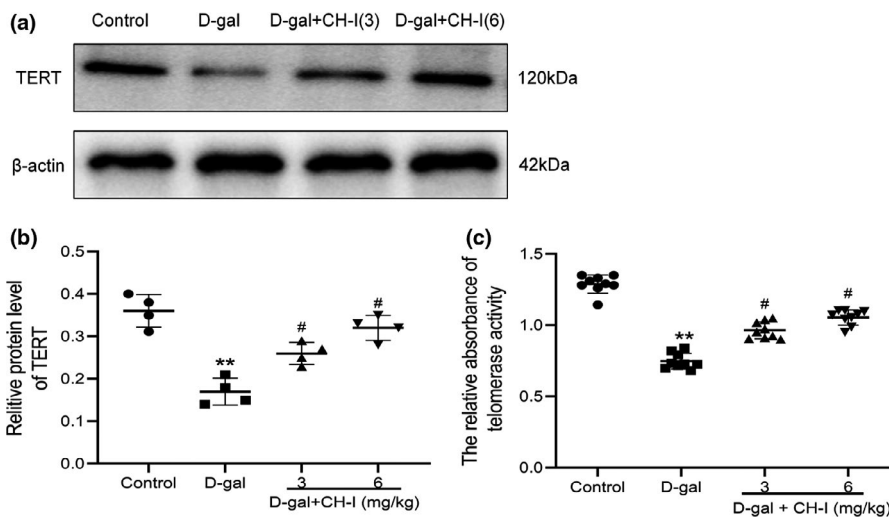 (a)
Control D-gal D-gal+CH-I(3) D-gal+CH-I(6)
TERT 120kDa
β-actin 42kDa
(b)
Relitive protein level
of TERT
0.5
0.4
0.3
0.2
0.1
0.0
**
#
#
Control D-gal 3 6
D-gal+CH-I (mg/kg)
(c)
The relative absorbance of
telomerase activity
1.5
1.0
0.5
0.0
**
#
#
Control D-gal 3 6
D-gal + CH-I (mg/kg)